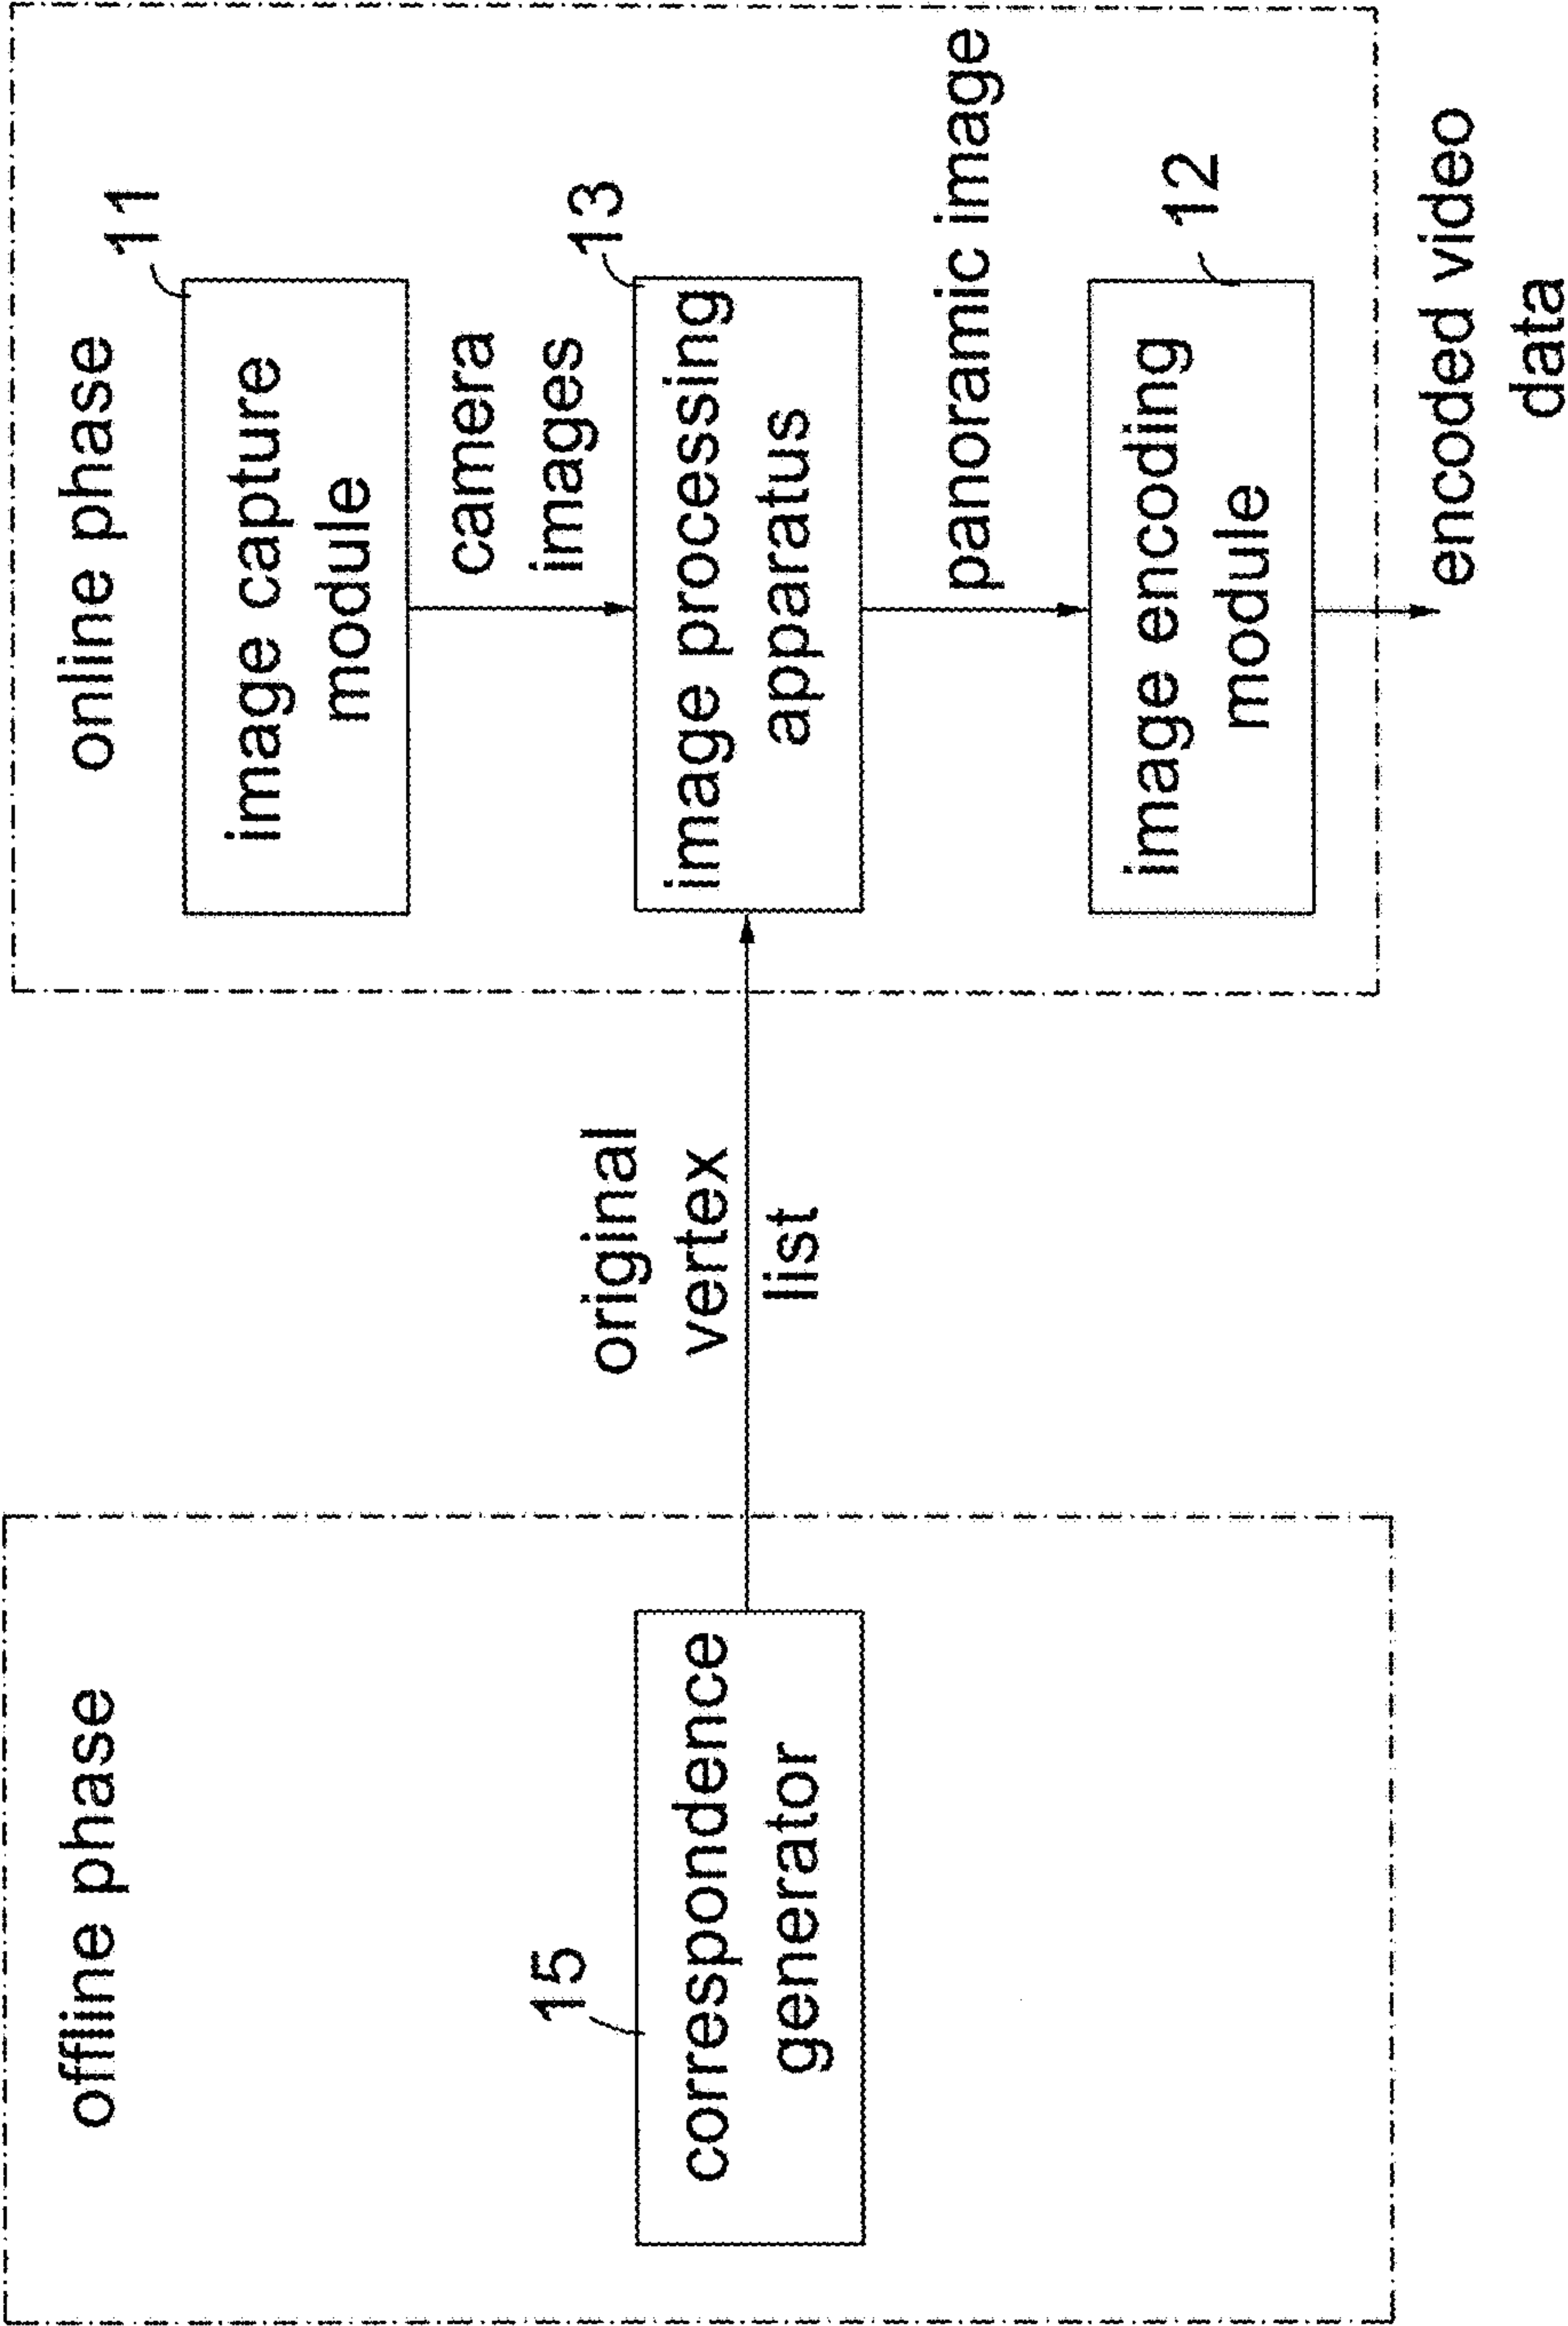 offline phase
15
correspondence
generator
original
vertex
list
online phase
11
image capture
module
camera
images
13
image processing
apparatus
panoramic image
12
image encoding
module
encoded video
data